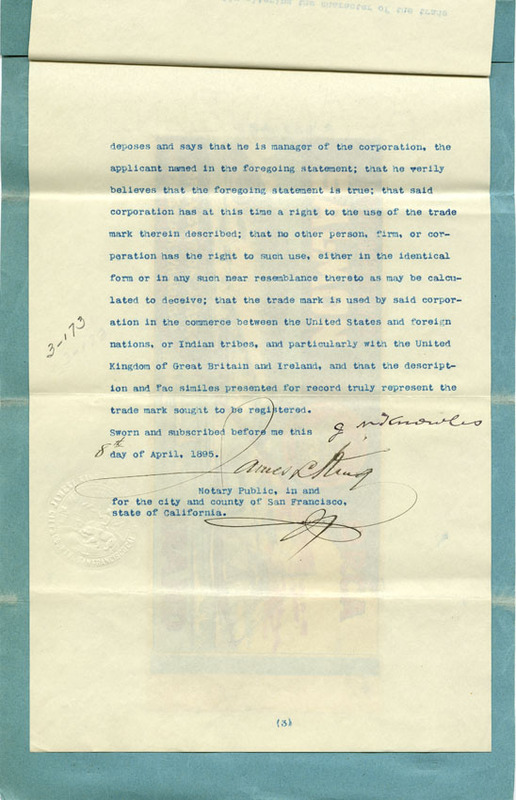 deposes and says that he is manager of the corporation, the
applicant named in the foregoing statement; that he verily
believes that the foregoing statement is true; that said
corporation has at this time a right to the use of the trade
mark therein described; that no other person, firm, or cor-
poration has the right to such use, either in the identical
form or in any such near resemblance thereto as may be calcu-
lated to deceive; that the trade mark is used by said corpor-
ation in the commerce between the United States and foreign
nations, or Indian tribes, and particularly with the United
Kingdom of Great Britain and Ireland, and that the descript-
ion and fac similes presented for record truly represent the
trade mark sought to be registered.
3-173
Sworn and subscribed before me this
J. N. Knowles
8th day of April, 1895.
James L. King
Notary Public, in and
for the city and county of San Francisco,
state of California.
(3)